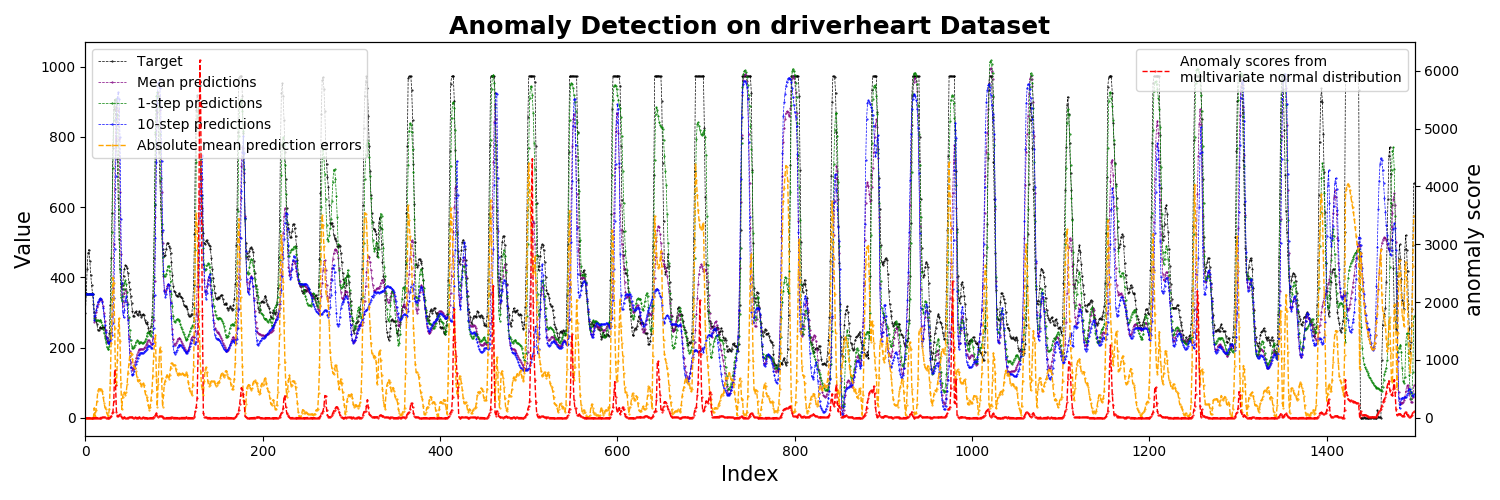 Anomaly Detection on driverheart Dataset
Target
Mean predictions
1-step predictions
10-step predictions
Absolute mean prediction errors
Anomaly scores from
multivariate normal distribution
Value
1000
800
600
400
200
0
6000
5000
4000
3000
2000
1000
0
anomaly score
0 200 400 600 800 1000 1200 1400
Index